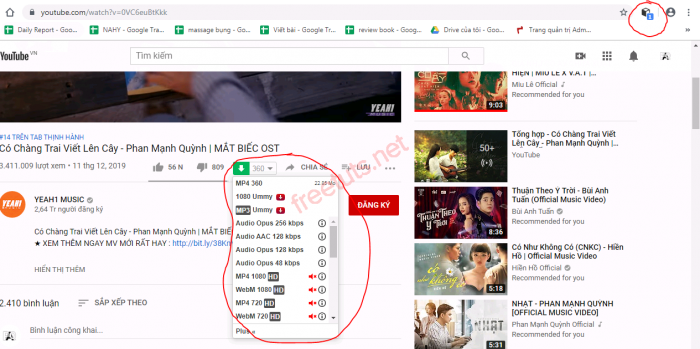 youtube.com/watch?v=0VC6euBtKkk
Daily Report - Goo...
NAHY - Google Tra...
massage bung - Go...
Viết bài - Google T...
review book - Goo...
Drive của tôi - Goo...
Trang quản trị Adm...
YouTube VN
Tìm kiếm
YEAH!
#14 TRÊN TAB THỊNH HÀNH
Có Chàng Trai Viết Lên Cây - Phan Mạnh Quỳnh | MẮT BIẾC OST
3.411.009 lượt xem • 11 thg 12, 2019
56 N
809
360
CHIA SẺ
LƯU
MP4 360
1080 Ummy
MP3 Ummy
Audio Opus 256 kbps
Audio AAC 128 kbps
Audio Opus 128 kbps
Audio Opus 48 kbps
MP4 1080 HD
WebM 1080 HD
MP4 720 HD
WebM 720 HD
Plus »
YEAH1 MUSIC
2,64 Tr người đăng ký
ĐĂNG KÝ
Có Chàng Trai Viết Lên Cây - Phan Mạnh Quỳnh | MẮT BIẾC
★ XEM THÊM NGAY MV MỚI RẤT HAY : http://bit.ly/38Km
HIỂN THỊ THÊM
2.410 bình luận
SẮP XẾP THEO
Bình luận công khai...
freetuts.net
HIỆN | MIU LÊ X V.A.T |...
Miu Lê Official
Recommended for you
9:03
Tổng hợp - Có Chàng Trai Viết
Lên Cây - Phan Mạnh Quỳnh |...
YouTube
50+
Thuận Theo Ý Trời - Bùi Anh
Tuấn (Official Music Video)
Bùi Anh Tuấn
Recommended for you
5:36
Có Như Không Có (CNKC) - Hiền
Hồ | Official Music Video
Hiền Hồ Official
Recommended for you
5:18
NHẠT - PHAN MẠNH QUỲNH
[OFFICIAL MUSIC VIDEO]
Phan Mạnh Quỳnh Official
Recommended for you